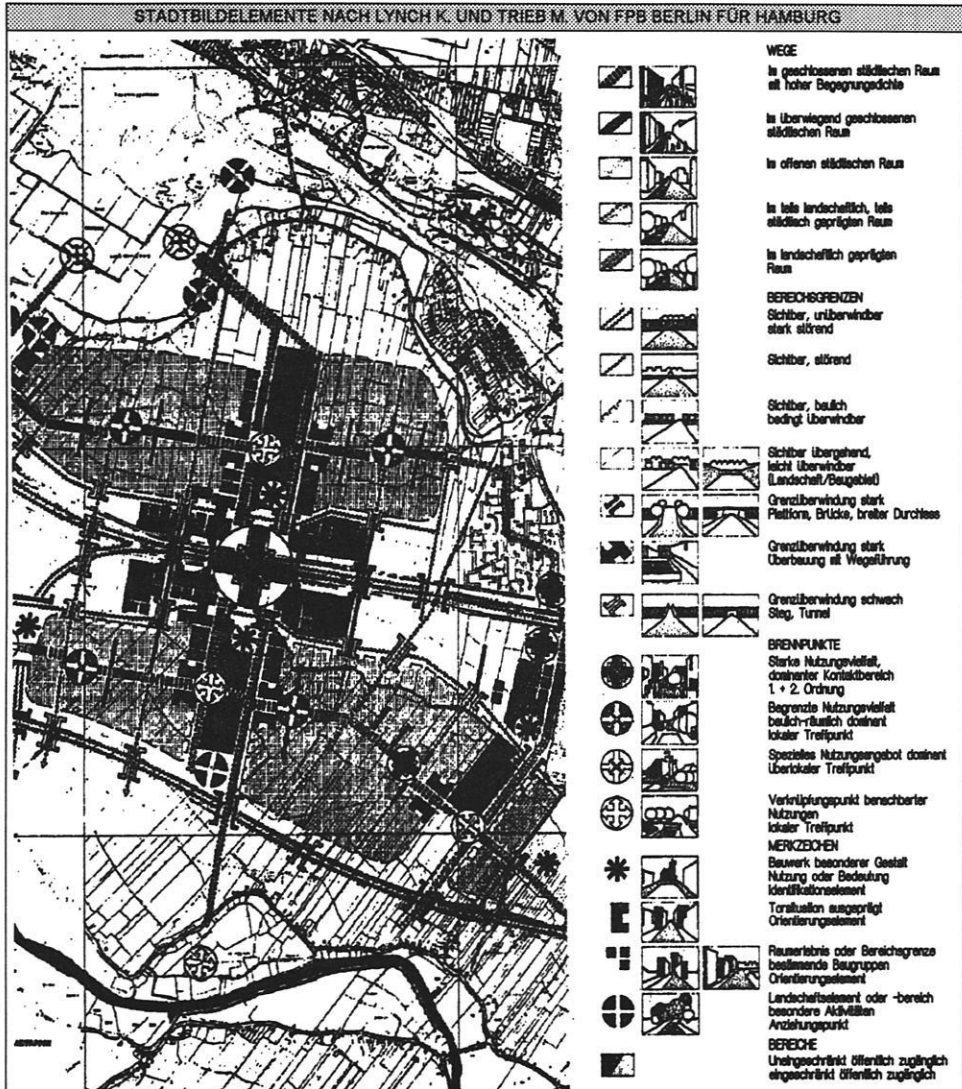 STADTBILDELEMENTE NACH LYNCH K. UND TRIEB M. VON FPB BERLIN FÜR HAMBURG
WEGE
Im geschlossenen städtischen Raum
mit hoher Begegnungsdichte
Im überwiegend geschlossenen
städtischen Raum
Im offenen städtischen Raum
Im teils landschaftlich, teils
städtisch geprägten Raum
Im landschaftlich geprägten
Raum
BEREICHSGRENZEN
Sichtbar, unüberwindbar
stark störend
Sichtbar, störend
Sichtbar, baulich
bedingt überwindbar
Sichtbar übergehend,
leicht überwindbar
(Landschaft/Baugebiet)
Grenzüberwindung stark
Plattform, Brücke, breiter Durchlass
Grenzüberwindung stark
Überbauung mit Wegeführung
Grenzüberwindung schwach
Steg, Tunnel
BRENNPUNKTE
Starke Nutzungsvielfalt,
dominanter Kontaktbereich
1. + 2. Ordnung
Begrenzte Nutzungsvielfalt
baulich-räumlich dominant
lokaler Treffpunkt
Spezielles Nutzungsangebot dominant
überlokaler Treffpunkt
Verknüpfungspunkt benachbarter
Nutzungen
lokaler Treffpunkt
MERKZEICHEN
Bauwerk besonderer Gestalt
Nutzung oder Bedeutung
Identifikationselement
Torsituation ausgeprägt
Orientierungselement
Raumerlebnis oder Bereichsgrenze
bestimmende Baugruppen
Orientierungselement
Landschaftselement oder -bereich
besondere Aktivitäten
Anziehungspunkt
BEREICHE
Uneingeschränkt öffentlich zugänglich
eingeschränkt öffentlich zugänglich